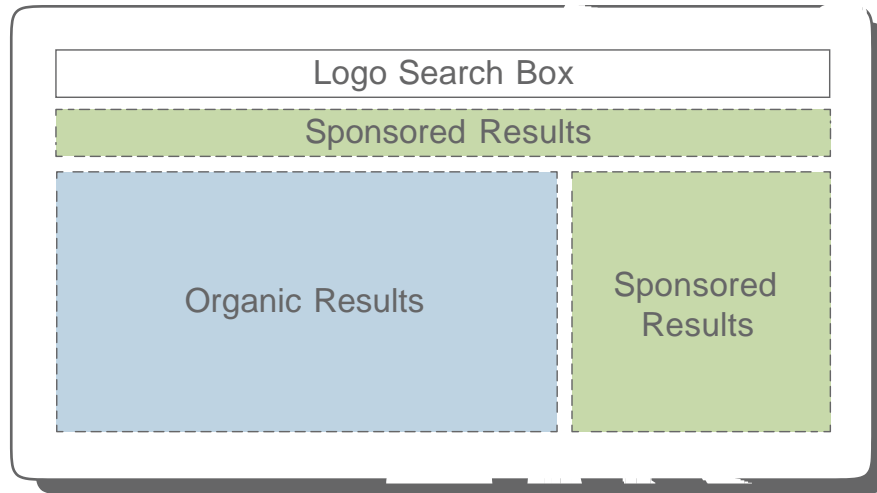 Logo Search Box
Sponsored Results
Organic Results
Sponsored
Results